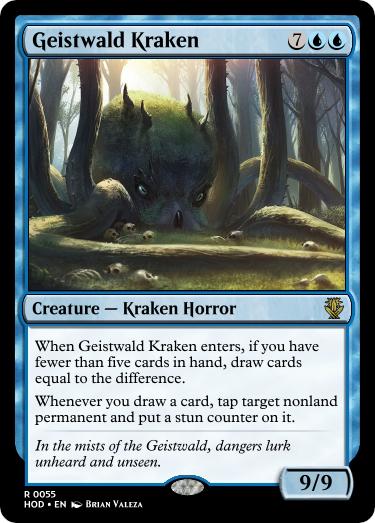 Geistwald Kraken 7
Creature — Kraken Horror
When Geistwald Kraken enters, if you have
fewer than five cards in hand, draw cards
equal to the difference.
Whenever you draw a card, tap target nonland
permanent and put a stun counter on it.
In the mists of the Geistwald, dangers lurk
unheard and unseen.
9/9
R 0055
HOD • EN Brian Valeza